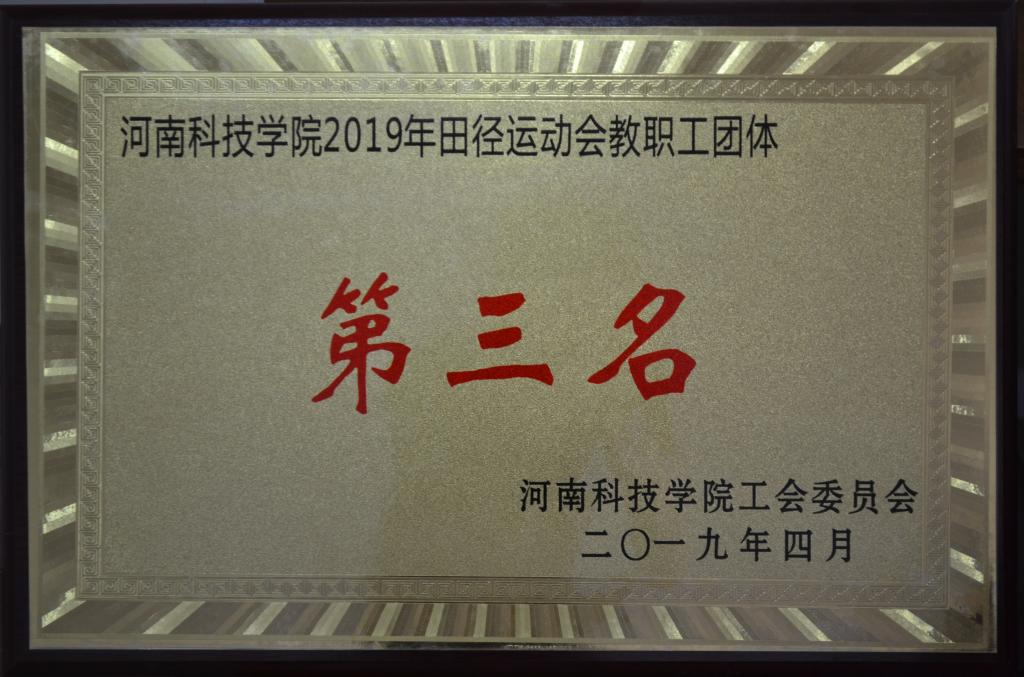 河南科技学院2019年田径运动会教职工团体
第三名
河南科技学院工会委员会
二〇一九年四月